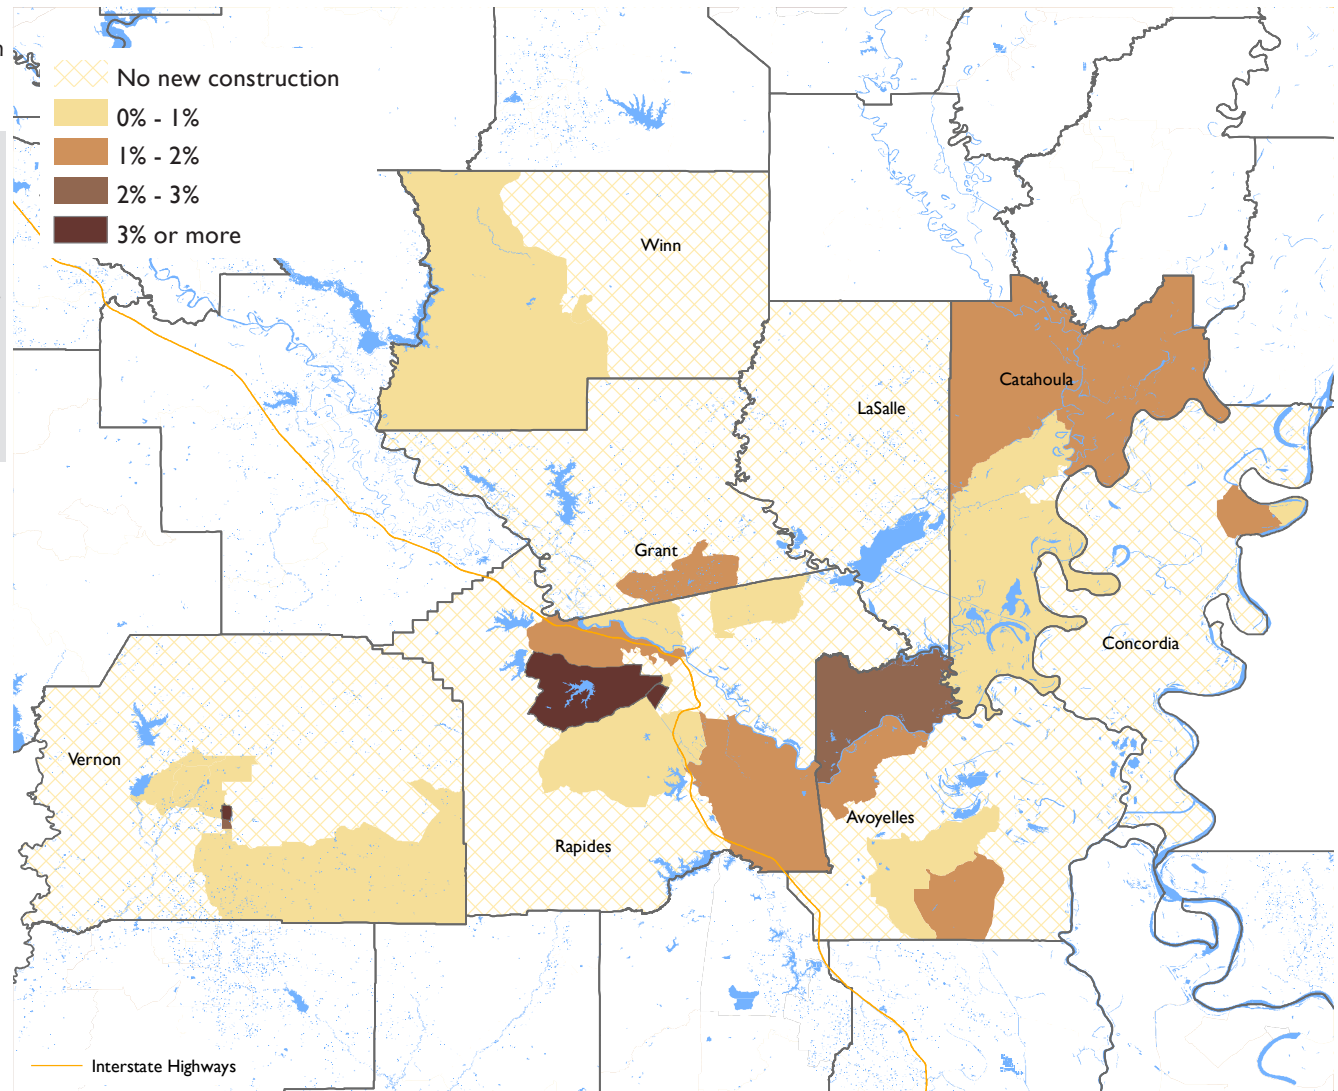 n
No new construction
0% - 1%
1% - 2%
2% - 3%
3% or more
Winn
Catahoula
LaSalle
Grant
Concordia
Vernon
Avoyelles
Rapides
Interstate Highways